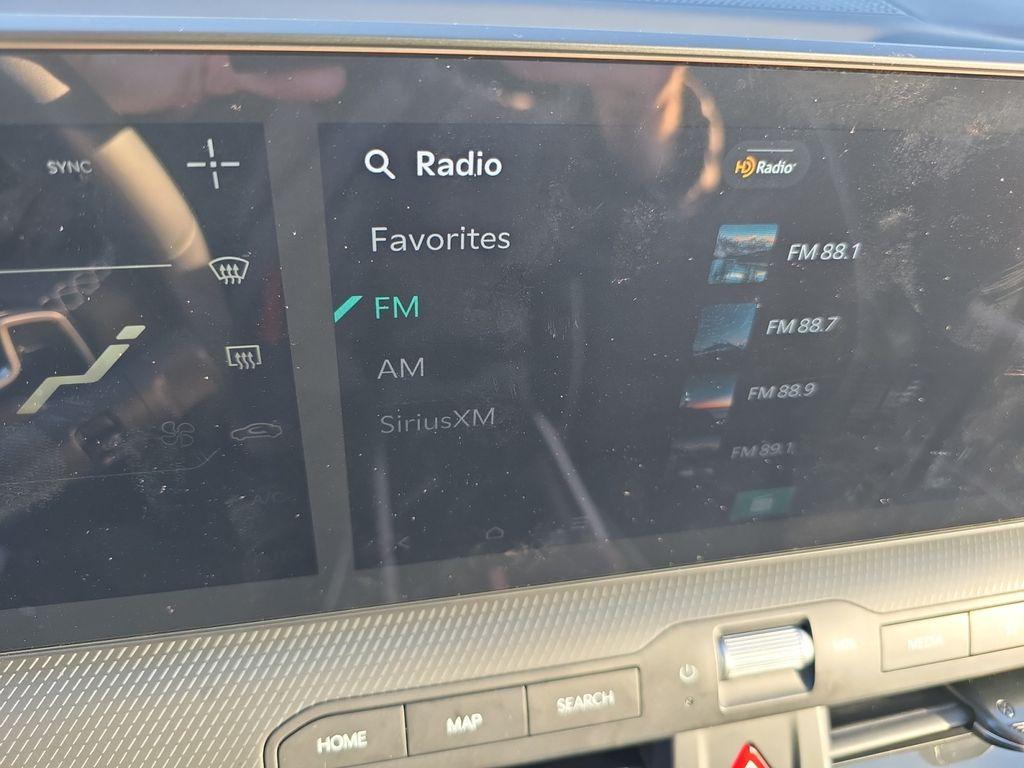 SYNC
Radio
HD Radio
Favorites
FM
AM
SiriusXM
FM 88.1
FM 88.7
FM 88.9
FM 89.1
A/C
HOME
MAP
SEARCH
VOL
MEDIA